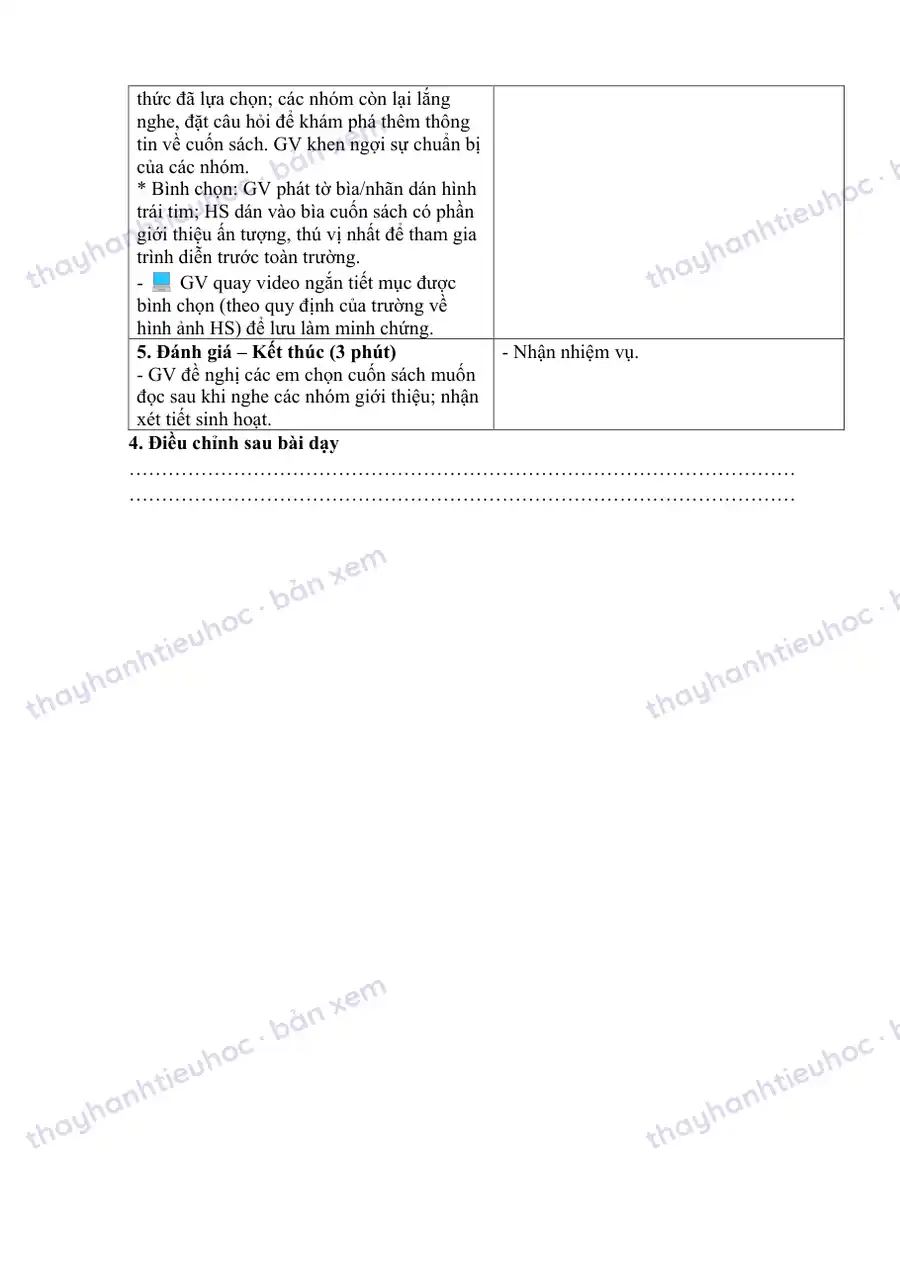 thức đã lựa chọn; các nhóm còn lại lắng
nghe, đặt câu hỏi để khám phá thêm thông
tin về cuốn sách. GV khen ngợi sự chuẩn bị
của các nhóm.
* Bình chọn: GV phát tờ bìa/nhãn dán hình
trái tim; HS dán vào bìa cuốn sách có phần
giới thiệu ấn tượng, thú vị nhất để tham gia
trình diễn trước toàn trường.
- GV quay video ngắn tiết mục được
bình chọn (theo quy định của trường về
hình ảnh HS) để lưu làm minh chứng.
5. Đánh giá – Kết thúc (3 phút)
- GV đề nghị các em chọn cuốn sách muốn
đọc sau khi nghe các nhóm giới thiệu; nhận
xét tiết sinh hoạt.
- Nhận nhiệm vụ.
4. Điều chỉnh sau bài dạy
……………………………………………………………………………………………
……………………………………………………………………………………………
thayhanhtieuhoc · bản xem
thayhanhtieuhoc · b
thayhanhtieuhoc · bản xem
thayhanhtieuhoc · b
thayhanhtieuhoc · bản xem
thayhanhtieuhoc · b